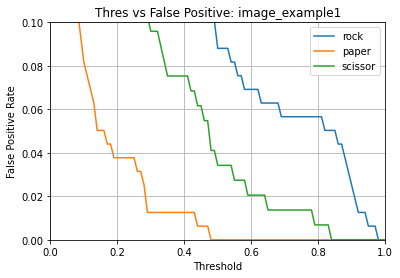 Thres vs False Positive: image_example1
rock
paper
scissor
False Positive Rate
0.10
0.08
0.06
0.04
0.02
0.00
0.0 0.2 0.4 0.6 0.8 1.0
Threshold